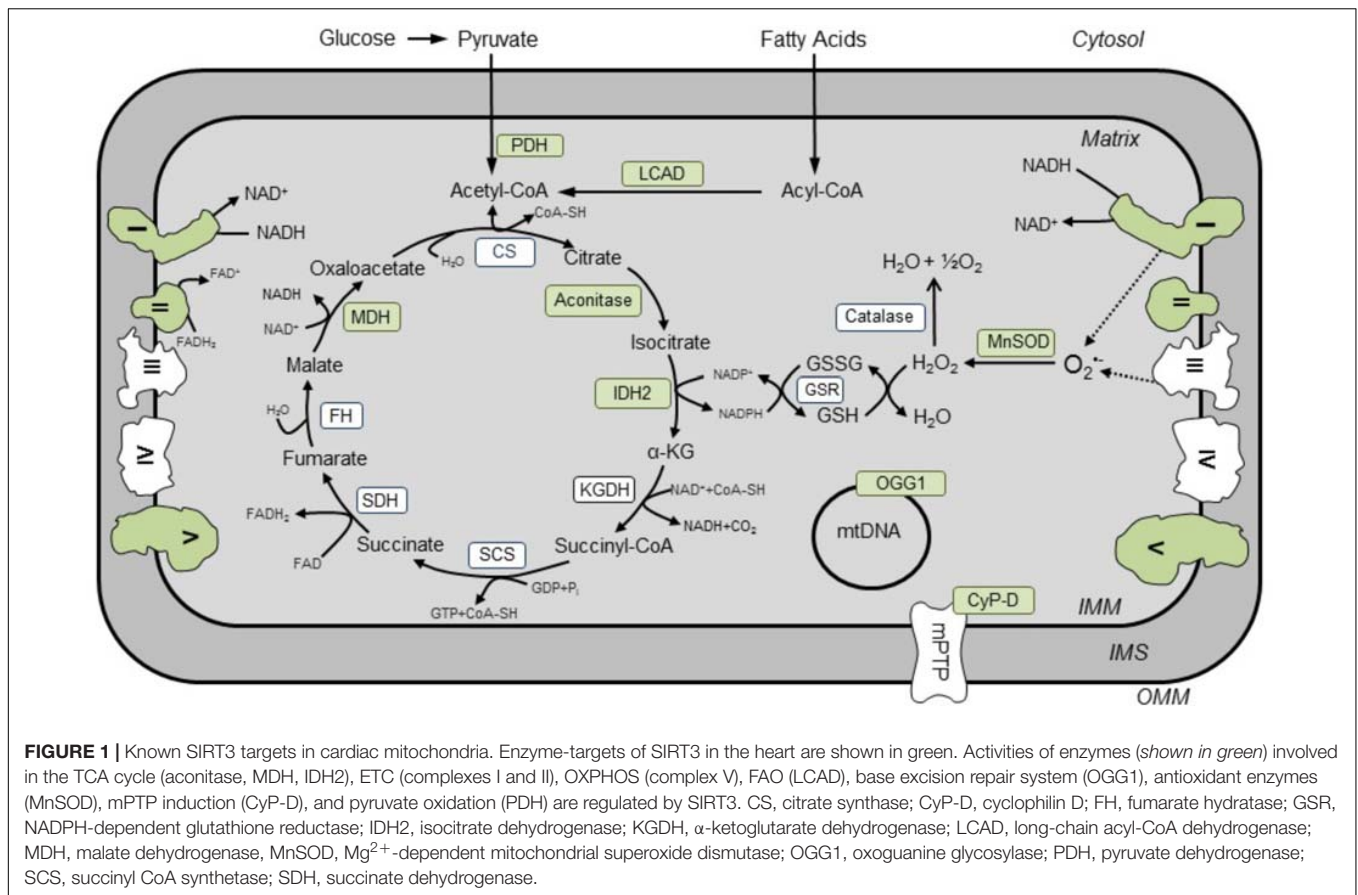 Glucose → Pyruvate
Fatty Acids
Cytosol
Matrix
PDH
LCAD
Acetyl-CoA
Acyl-CoA
CoA-SH
H₂O
CS
Citrate
Oxaloacetate
Aconitase
Isocitrate
NADP⁺
NADPH
IDH2
α-KG
KGDH
NAD⁺+CoA-SH
NADH+CO₂
Succinyl-CoA
SCS
GDP+Pᵢ
GTP+CoA-SH
Succinate
SDH
FADH₂
FAD
Fumarate
H₂O
FH
Malate
MDH
NADH
NAD⁺
I
NAD⁺
NADH
II
FAD⁺
FADH₂
III
IV
V
NADH
NAD⁺
I
II
III
IV
V
H₂O + ½O₂
Catalase
MnSOD
GSSG
GSR
GSH
H₂O₂
H₂O
O₂•-
OGG1
mtDNA
CyP-D
mPTP
IMM
IMS
OMM
FIGURE 1 | Known SIRT3 targets in cardiac mitochondria. Enzyme-targets of SIRT3 in the heart are shown in green. Activities of enzymes (shown in green) involved
in the TCA cycle (aconitase, MDH, IDH2), ETC (complexes I and II), OXPHOS (complex V), FAO (LCAD), base excision repair system (OGG1), antioxidant enzymes
(MnSOD), mPTP induction (CyP-D), and pyruvate oxidation (PDH) are regulated by SIRT3. CS, citrate synthase; CyP-D, cyclophilin D; FH, fumarate hydratase; GSR,
NADPH-dependent glutathione reductase; IDH2, isocitrate dehydrogenase; KGDH, α-ketoglutarate dehydrogenase; LCAD, long-chain acyl-CoA dehydrogenase;
MDH, malate dehydrogenase, MnSOD, Mg²⁺-dependent mitochondrial superoxide dismutase; OGG1, oxoguanine glycosylase; PDH, pyruvate dehydrogenase;
SCS, succinyl CoA synthetase; SDH, succinate dehydrogenase.